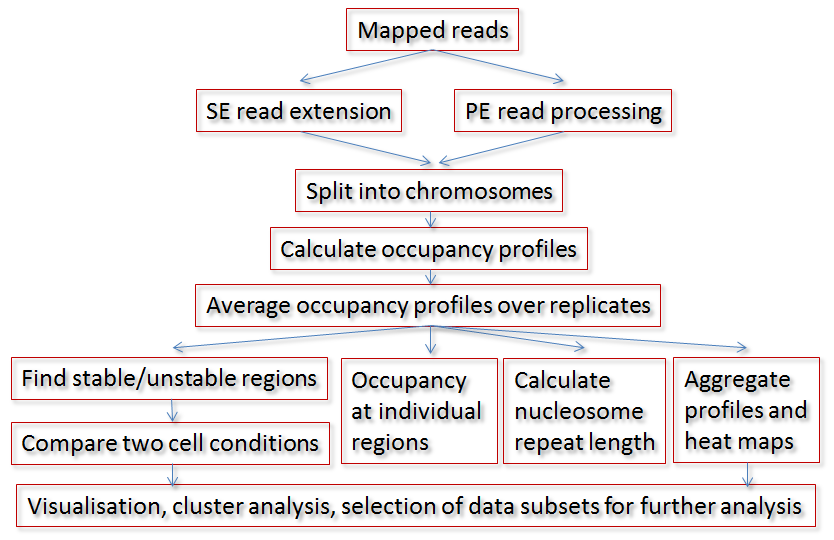 Mapped reads
SE read extension
PE read processing
Split into chromosomes
Calculate occupancy profiles
Average occupancy profiles over replicates
Find stable/unstable regions
Compare two cell conditions
Occupancy
at individual
regions
Calculate
nucleosome
repeat length
Aggregate
profiles and
heat maps
Visualisation, cluster analysis, selection of data subsets for further analysis